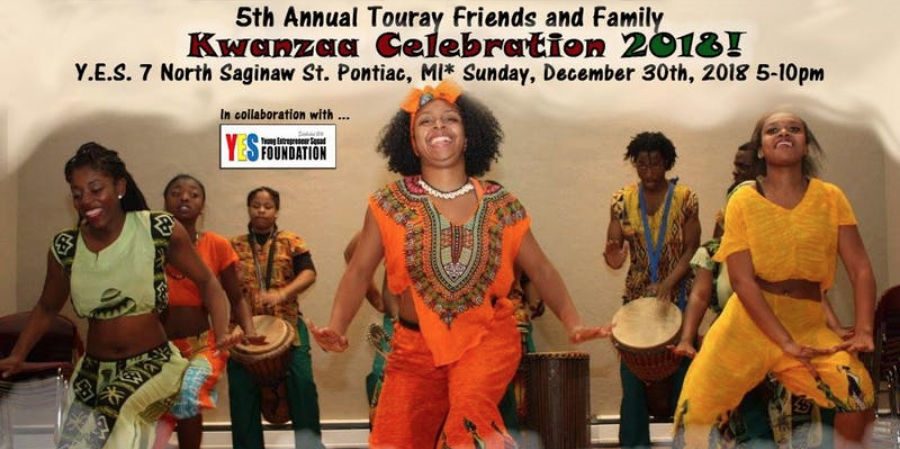 5th Annual Touray Friends and Family
Kwanzaa Celebration 2018!
Y.E.S. 7 North Saginaw St. Pontiac, MI* Sunday, December 30th, 2018 5-10pm
In collaboration with ...
YES
Young Entrepreneur Squad
FOUNDATION